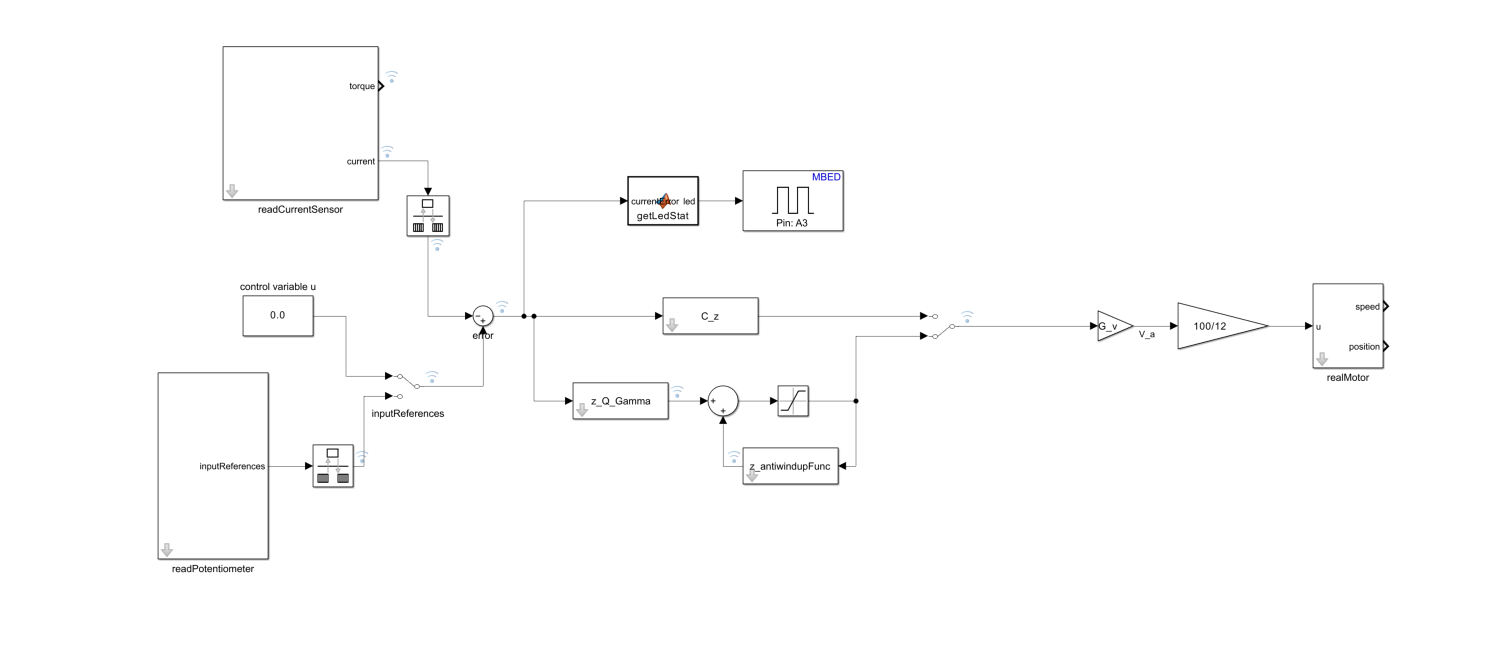 torque
current
readCurrentSensor
MBED
currentError led
getLedStat
Pin: A3
control variable u
0.0
error
C_z
inputReferences
z_Q_Gamma
z_antiwindupFunc
G_v
V_a
100/12
u
speed
position
realMotor
inputReferences
readPotentiometer